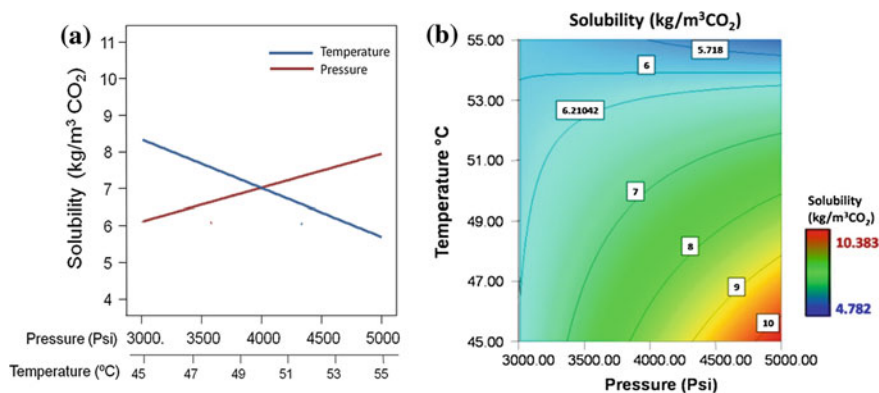 (a)
Solubility (kg/m³ CO₂)
11
10
9
8
7
6
5
4
Temperature
Pressure
Pressure (Psi) 3000. 3500 4000 4500 5000
Temperature (ºC) 45 47 49 51 53 55
(b)
Solubility (kg/m³CO₂)
Temperature °C
55.00
53.00
51.00
49.00
47.00
45.00
5.718
6
6.21042
7
8
9
10
3000.00 3500.00 4000.00 4500.00 5000.00
Pressure (Psi)
Solubility
(kg/m³CO₂)
10.383
4.782